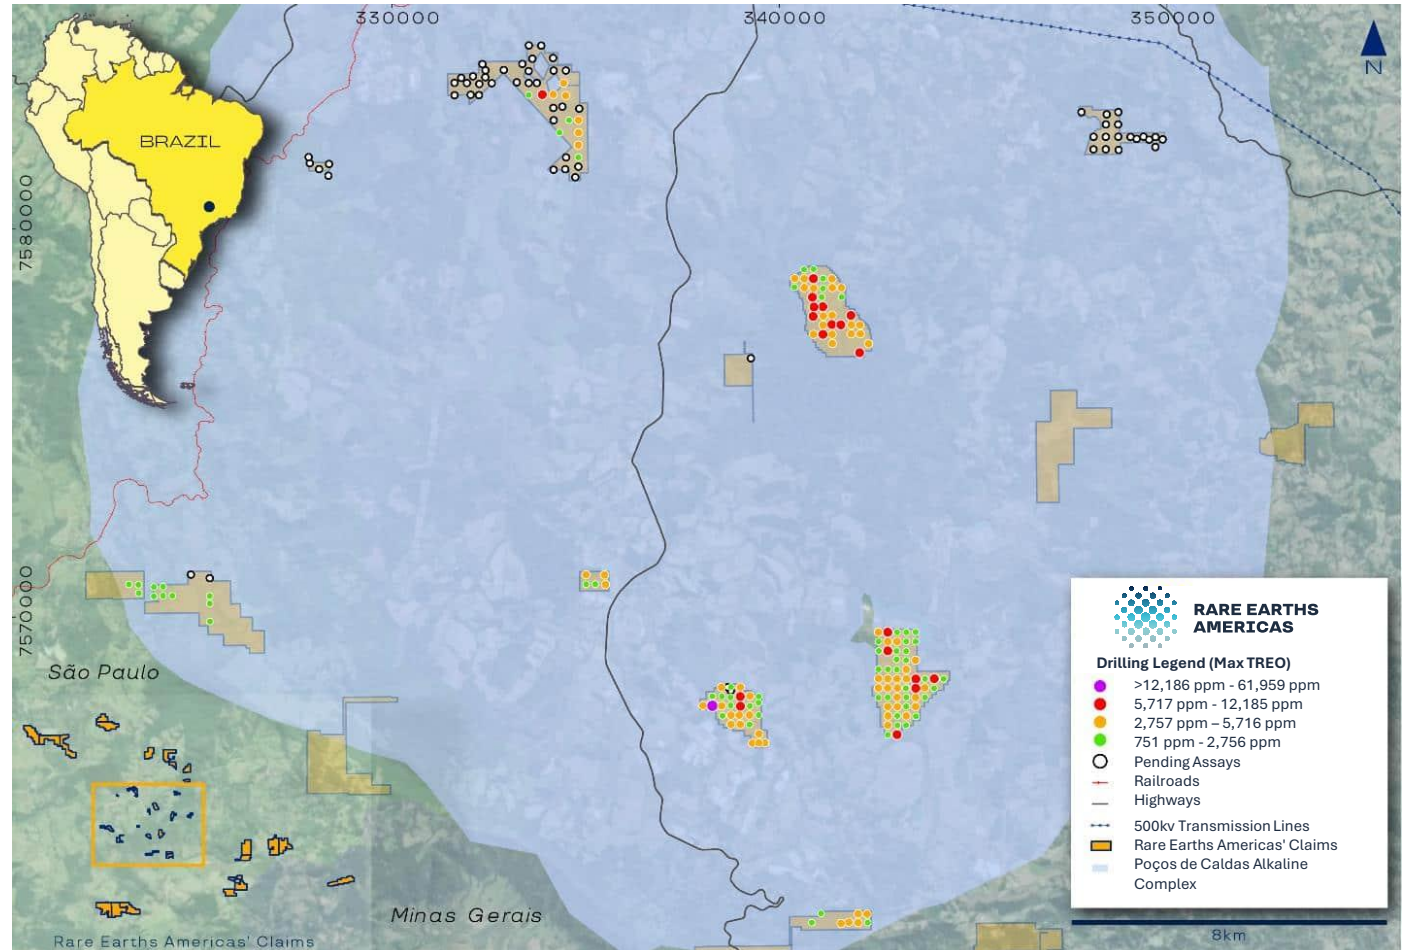 330000
340000
350000
N
BRAZIL
7580000
7570000
São Paulo
Minas Gerais
Rare Earths Americas' Claims
RARE EARTHS
AMERICAS
Drilling Legend (Max TREO)
>12,186 ppm - 61,959 ppm
5,717 ppm - 12,185 ppm
2,757 ppm – 5,716 ppm
751 ppm - 2,756 ppm
Pending Assays
Railroads
Highways
500kv Transmission Lines
Rare Earths Americas' Claims
Poços de Caldas Alkaline
Complex
8km